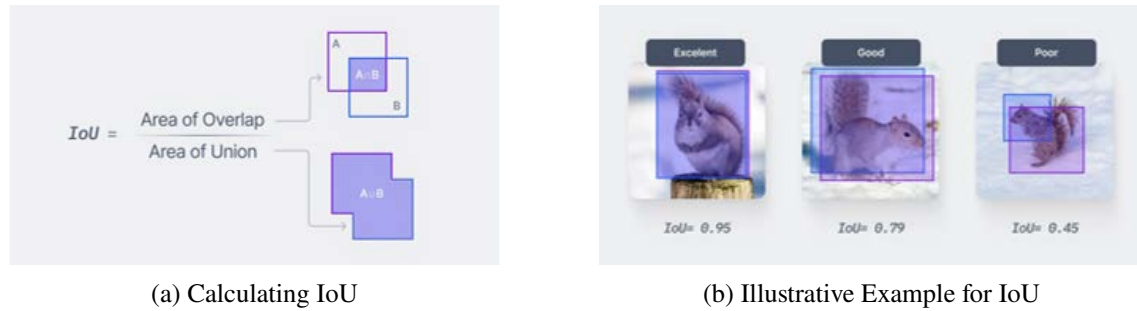 A
A∩B
B
IoU =
Area of Overlap
Area of Union
A∪B
(a) Calculating IoU
Excelent
Good
Poor
IoU= 0.95
IoU= 0.79
IoU= 0.45
(b) Illustrative Example for IoU